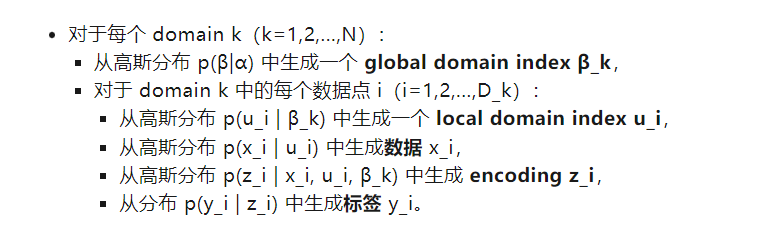 对于每个 domain k（k=1,2,...,N）:
从高斯分布 p(β|α) 中生成一个 global domain index β_k，
对于 domain k 中的每个数据点 i（i=1,2,...,D_k）:
从高斯分布 p(u_i | β_k) 中生成一个 local domain index u_i，
从高斯分布 p(x_i | u_i) 中生成数据 x_i，
从高斯分布 p(z_i | x_i, u_i, β_k) 中生成 encoding z_i，
从分布 p(y_i | z_i) 中生成标签 y_i。